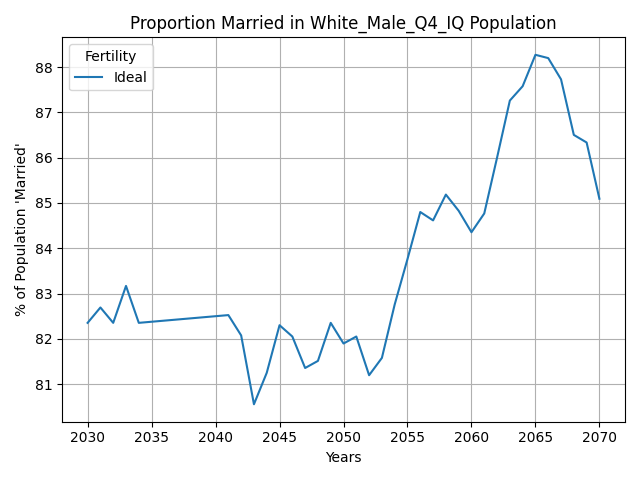 Proportion Married in White_Male_Q4_IQ Population
Fertility
Ideal
% of Population 'Married'
88
87
86
85
84
83
82
81
2030 2035 2040 2045 2050 2055 2060 2065 2070
Years